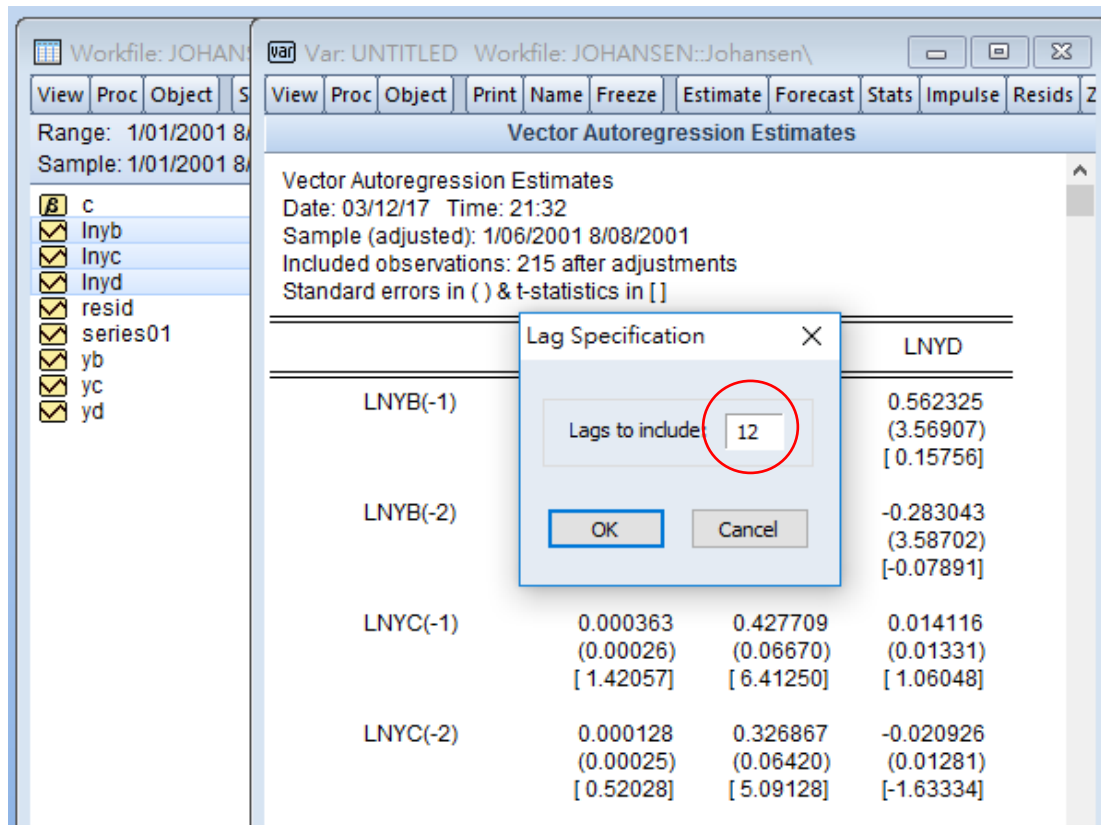 Workfile: JOHAN
View Proc Object S
Range: 1/01/2001 8/
Sample: 1/01/2001 8/
c
lnyb
lnyc
lnyd
resid
series01
yb
yc
yd
var Var: UNTITLED Workfile: JOHANSEN::Johansen\
View Proc Object Print Name Freeze Estimate Forecast Stats Impulse Resids Z
Vector Autoregression Estimates
Vector Autoregression Estimates
Date: 03/12/17 Time: 21:32
Sample (adjusted): 1/06/2001 8/08/2001
Included observations: 215 after adjustments
Standard errors in ( ) & t-statistics in [ ]
LNYD
LNYB(-1) 0.562325
(3.56907)
[ 0.15756]
LNYB(-2) -0.283043
(3.58702)
[-0.07891]
LNYC(-1) 0.000363 0.427709 0.014116
(0.00026) (0.06670) (0.01331)
[ 1.42057] [ 6.41250] [ 1.06048]
LNYC(-2) 0.000128 0.326867 -0.020926
(0.00025) (0.06420) (0.01281)
[ 0.52028] [ 5.09128] [-1.63334]
Lag Specification
Lags to include: 12
OK Cancel